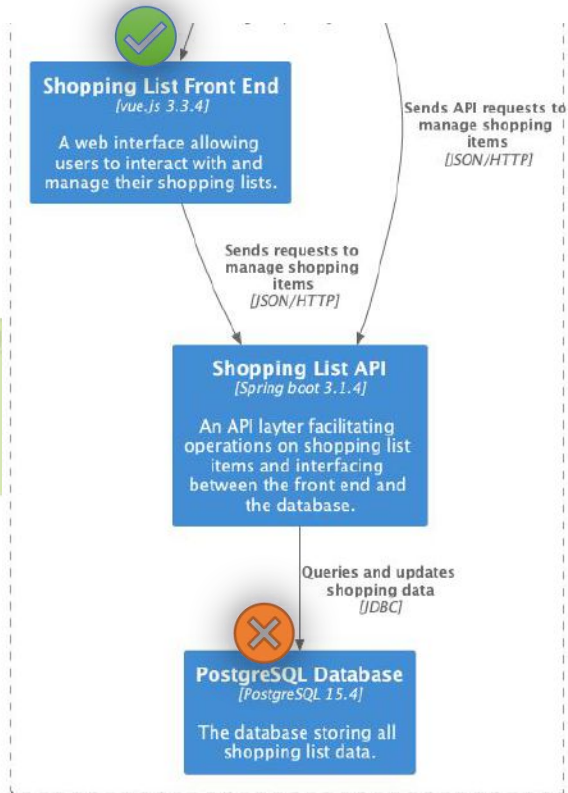 Shopping List Front End
[vue.js 3.3.4]
A web interface allowing
users to interact with and
manage their shopping lists.
Sends API requests to
manage shopping
items
[JSON/HTTP]
Sends requests to
manage shopping
items
[JSON/HTTP]
Shopping List API
[Spring boot 3.1.4]
An API layter facilitating
operations on shopping list
items and interfacing
between the front end and
the database.
Queries and updates
shopping data
[JDBC]
PostgreSQL Database
[PostgreSQL 15.4]
The database storing all
shopping list data.